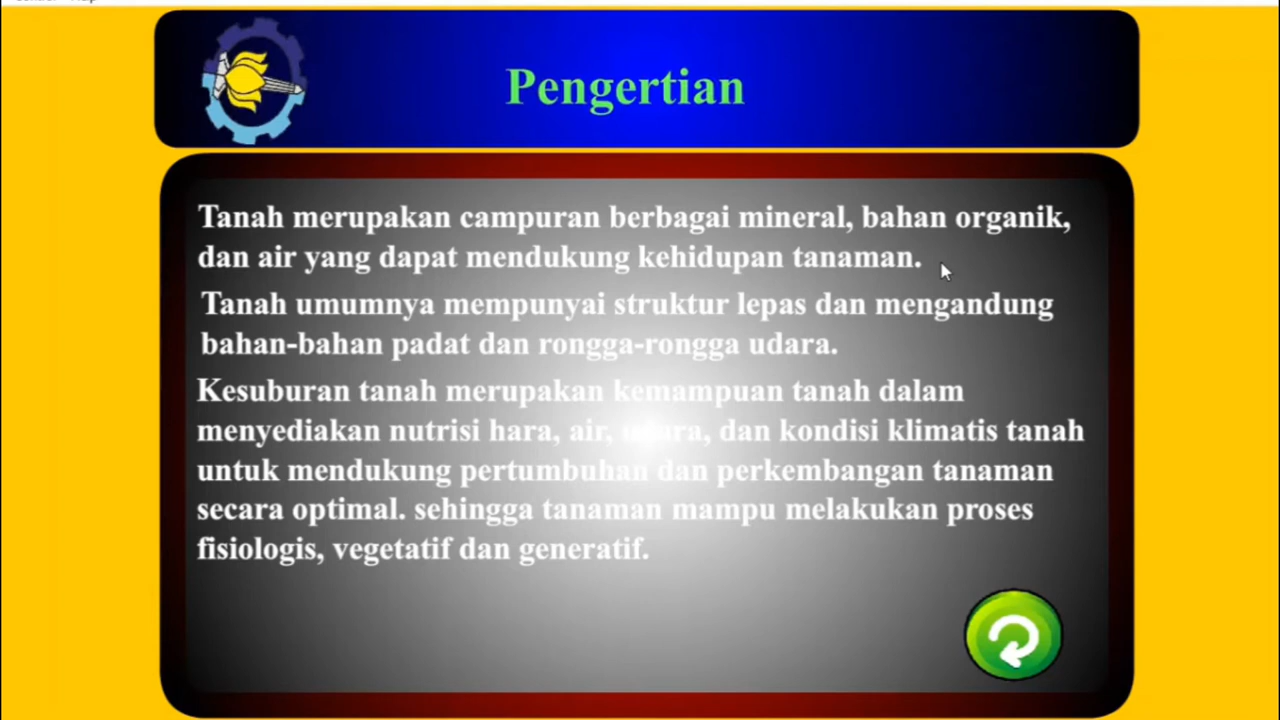 Pengertian
Tanah merupakan campuran berbagai mineral, bahan organik,
dan air yang dapat mendukung kehidupan tanaman.
Tanah umumnya mempunyai struktur lepas dan mengandung
bahan-bahan padat dan rongga-rongga udara.
Kesuburan tanah merupakan kemampuan tanah dalam
menyediakan nutrisi hara, air, udara, dan kondisi klimatis tanah
untuk mendukung pertumbuhan dan perkembangan tanaman
secara optimal. sehingga tanaman mampu melakukan proses
fisiologis, vegetatif dan generatif.